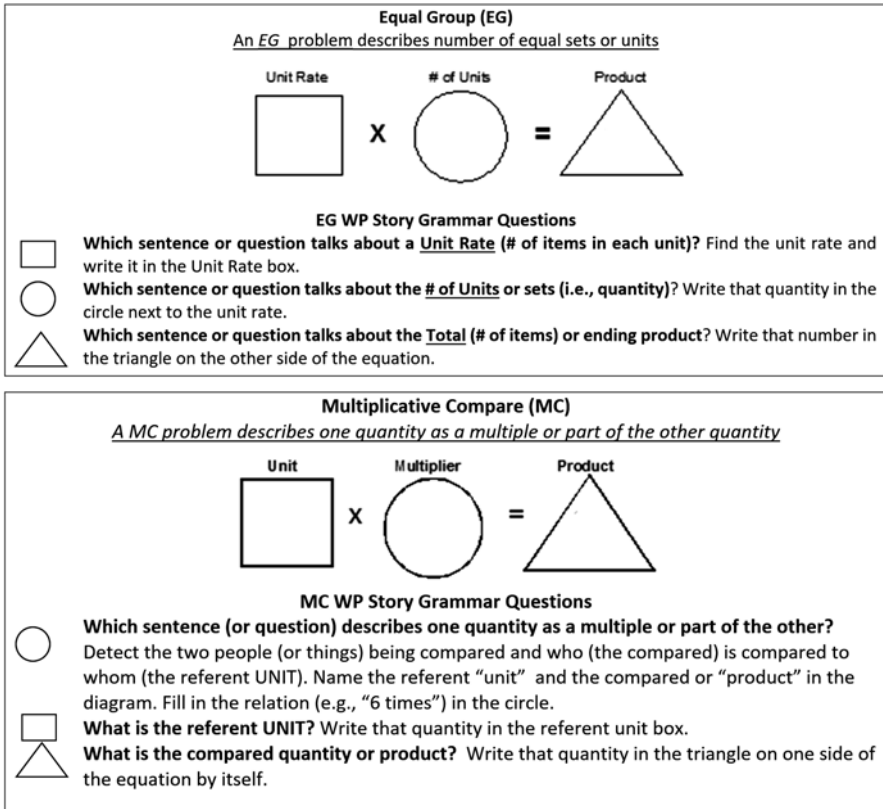 Equal Group (EG)
An EG problem describes number of equal sets or units
Unit Rate # of Units Product
X =
EG WP Story Grammar Questions
Which sentence or question talks about a Unit Rate (# of items in each unit)? Find the unit rate and
write it in the Unit Rate box.
Which sentence or question talks about the # of Units or sets (i.e., quantity)? Write that quantity in the
circle next to the unit rate.
Which sentence or question talks about the Total (# of items) or ending product? Write that number in
the triangle on the other side of the equation.
Multiplicative Compare (MC)
A MC problem describes one quantity as a multiple or part of the other quantity
Unit Multiplier Product
X =
MC WP Story Grammar Questions
Which sentence (or question) describes one quantity as a multiple or part of the other?
Detect the two people (or things) being compared and who (the compared) is compared to
whom (the referent UNIT). Name the referent “unit” and the compared or “product” in the
diagram. Fill in the relation (e.g., “6 times”) in the circle.
What is the referent UNIT? Write that quantity in the referent unit box.
What is the compared quantity or product? Write that quantity in the triangle on one side of
the equation by itself.